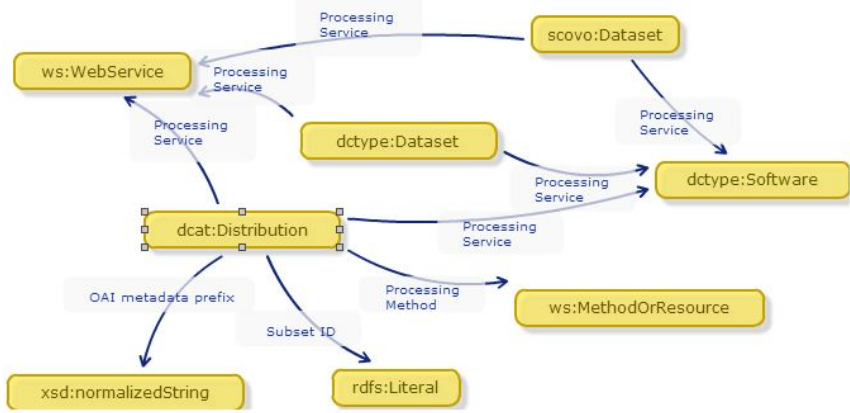 Processing
Service
scovo:Dataset
ws:WebService
Processing
Service
Processing
Service
Processing
Service
dctype:Dataset
Processing
Service
dctype:Software
dcat:Distribution
Processing
Service
OAI metadata prefix
Processing
Method
ws:MethodOrResource
Subset ID
xsd:normalizedString
rdfs:Literal